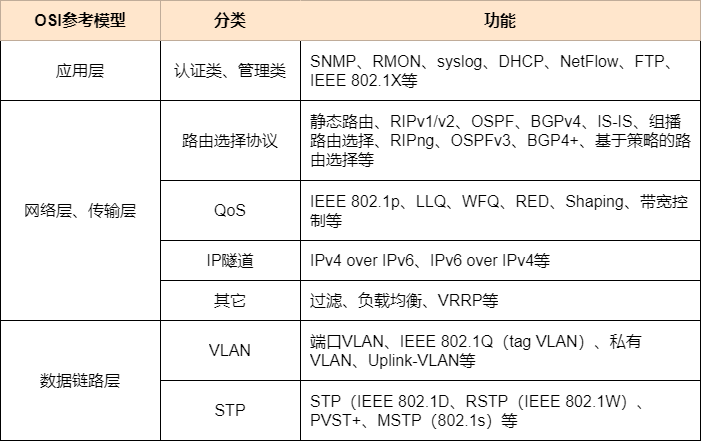 OSI参考模型 分类 功能
应用层 认证类、管理类 SNMP、RMON、syslog、DHCP、NetFlow、FTP、
IEEE 802.1X等
网络层、传输层
路由选择协议
静态路由、RIPv1/v2、OSPF、BGPv4、IS-IS、组播
路由选择、RIPng、OSPFv3、BGP4+、基于策略的路
由选择等
QoS
IEEE 802.1p、LLQ、WFQ、RED、Shaping、带宽控
制等
IP隧道 IPv4 over IPv6、IPv6 over IPv4等
其它 过滤、负载均衡、VRRP等
数据链路层
VLAN
端口VLAN、IEEE 802.1Q（tag VLAN）、私有
VLAN、Uplink-VLAN等
STP
STP（IEEE 802.1D、RSTP（IEEE 802.1W）、
PVST+、MSTP（802.1s）等